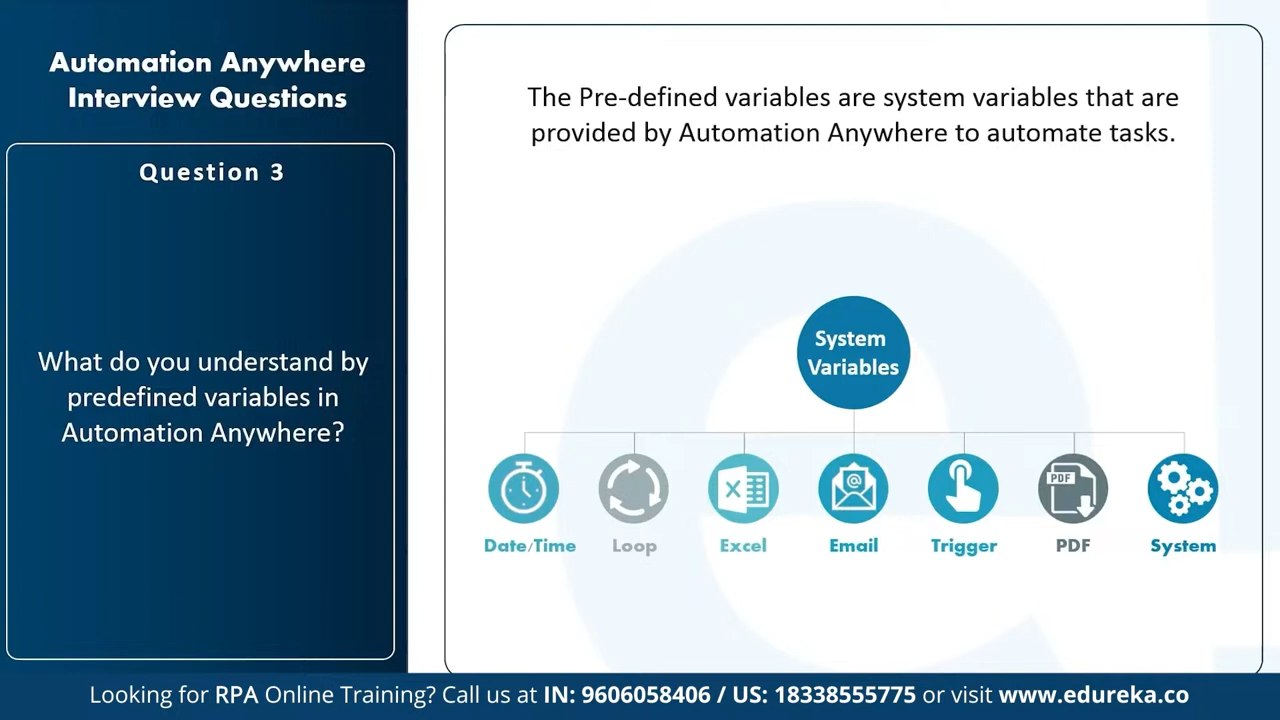 Automation Anywhere
Interview Questions
Question 3
What do you understand by
predefined variables in
Automation Anywhere?
The Pre-defined variables are system variables that are
provided by Automation Anywhere to automate tasks.
System
Variables
Date/Time
Loop
X
Excel
@
Email
Trigger
PDF
PDF
System
Looking for RPA Online Training? Call us at IN: 9606058406 / US: 18338555775 or visit www.edureka.co